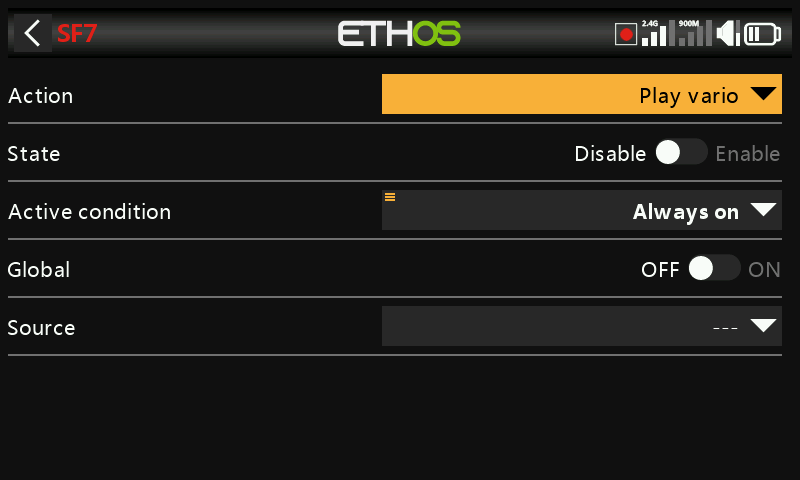 SF7 ETHOS 2.4G 900M
Action Play vario
State Disable Enable
Active condition Always on
Global OFF ON
Source ---